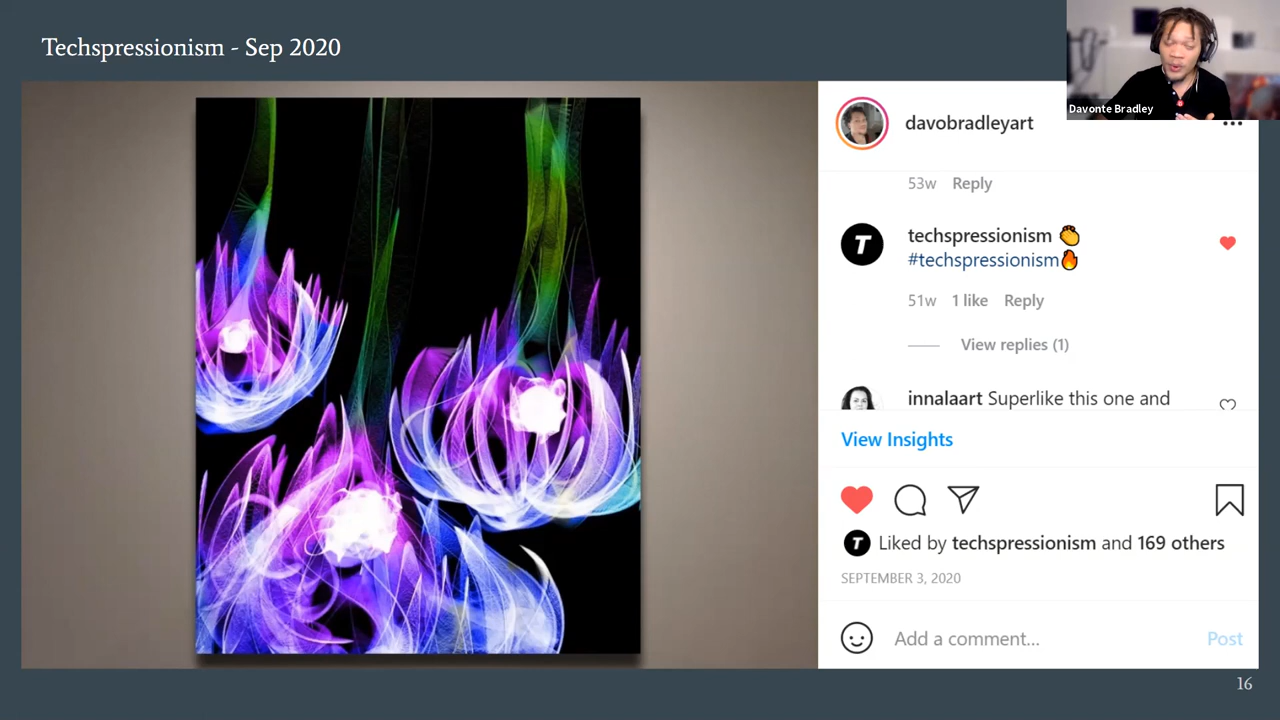 Techspressionism - Sep 2020
Davonte Bradley
davobradleyart
53w Reply
T
techspressionism 👏
#techspressionism🔥
51w 1 like Reply
View replies (1)
innalaart Superlike this one and
View Insights
T Liked by techspressionism and 169 others
SEPTEMBER 3, 2020
Add a comment... Post
16